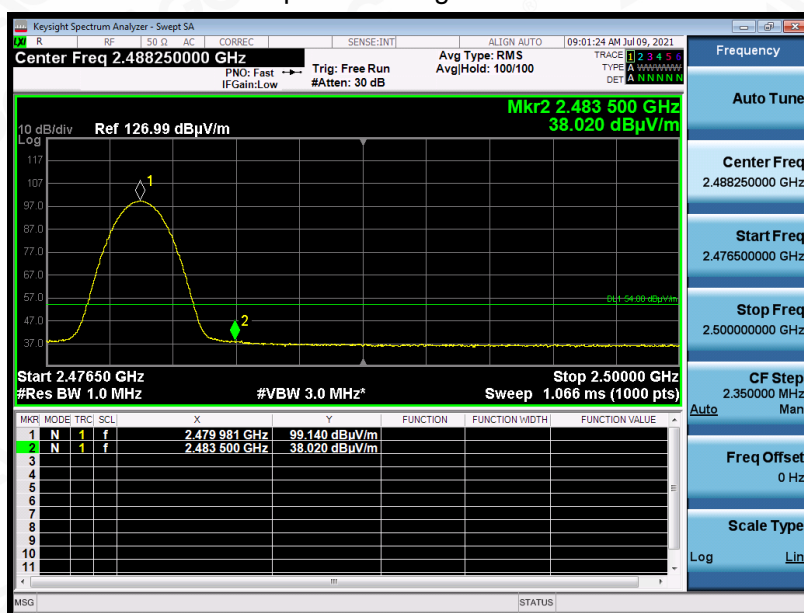 Keysight Spectrum Analyzer - Swept SA
LXI R RF 50 Ω AC CORREC SENSE:INT ALIGN AUTO 09:01:24 AM Jul 09, 2021
Center Freq 2.488250000 GHz
PNO: Fast
IFGain:Low
Trig: Free Run
#Atten: 30 dB
Avg Type: RMS
Avg|Hold: 100/100
TRACE 1 2 3 4 5 6
TYPE A WWWWW
DET A N N N N N
Mkr2 2.483 500 GHz
38.020 dBµV/m
10 dB/div Ref 126.99 dBµV/m
Log
117
107
97.0
87.0
77.0
67.0
57.0
47.0
37.0
1
2
DL1 54.00 dBµV/m
Start 2.47650 GHz Stop 2.50000 GHz
#Res BW 1.0 MHz #VBW 3.0 MHz* Sweep 1.066 ms (1000 pts)
MKR MODE TRC SCL X Y FUNCTION FUNCTION WIDTH FUNCTION VALUE
1 N 1 f 2.479 981 GHz 99.140 dBµV/m
2 N 1 f 2.483 500 GHz 38.020 dBµV/m
3
4
5
6
7
8
9
10
11
MSG STATUS
Frequency
Auto Tune
Center Freq
2.488250000 GHz
Start Freq
2.476500000 GHz
Stop Freq
2.500000000 GHz
CF Step
2.350000 MHz
Auto Man
Freq Offset
0 Hz
Scale Type
Log Lin